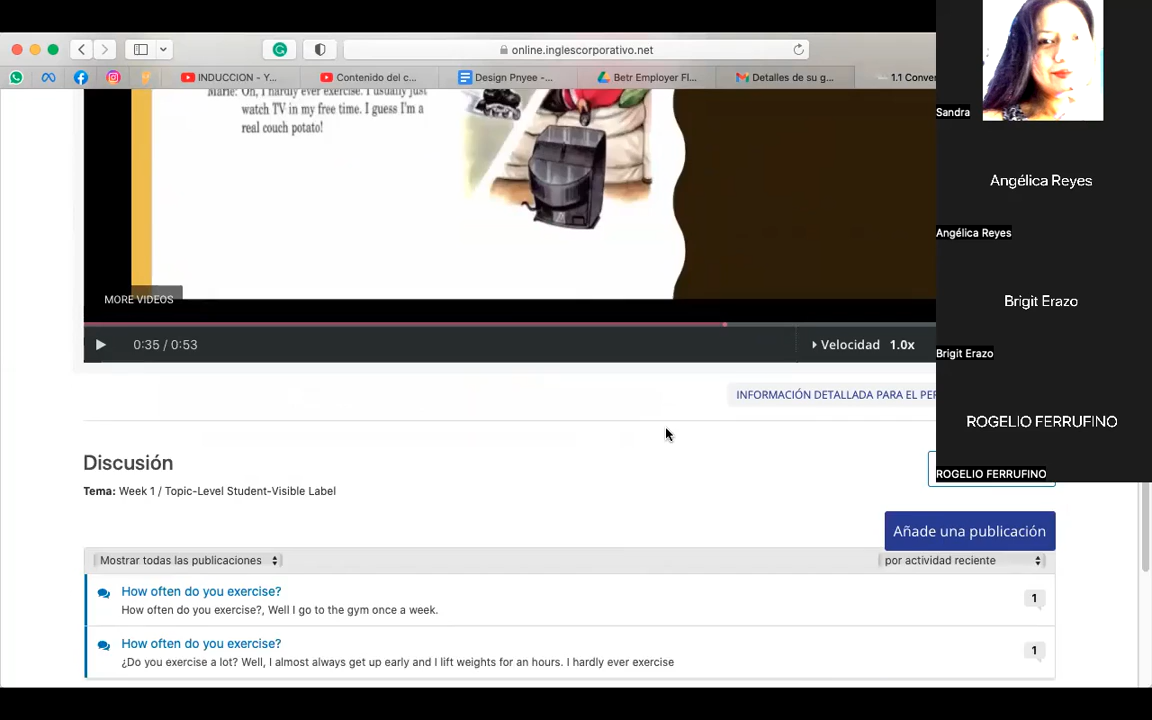 online.inglescorporativo.net
INDUCCION - Y...
Contenido del c...
Design Pnyee -...
Betr Employer Fl...
Detalles de su g...
1.1 Conver
Marie: Oh, I hardly ever exercise. I usually just
watch TV in my free time. I guess I'm a
real couch potato!
MORE VIDEOS
0:35 / 0:53
Velocidad 1.0x
INFORMACIÓN DETALLADA PARA EL PER
Discusión
Tema: Week 1 / Topic-Level Student-Visible Label
Añade una publicación
Mostrar todas las publicaciones
por actividad reciente
How often do you exercise?
How often do you exercise?, Well I go to the gym once a week.
1
How often do you exercise?
¿Do you exercise a lot? Well, I almost always get up early and I lift weights for an hours. I hardly ever exercise
1
Sandra
Angélica Reyes
Angélica Reyes
Brigit Erazo
Brigit Erazo
ROGELIO FERRUFINO
ROGELIO FERRUFINO